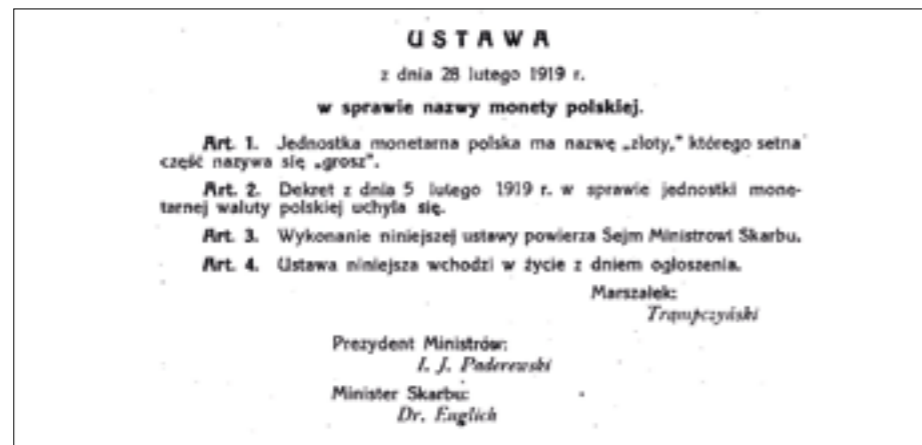 USTAWA
z dnia 28 lutego 1919 r.
w sprawie nazwy monety polskiej.
Art. 1. Jednostka monetarna polska ma nazwę „złoty,” którego setna
część nazywa się „grosz”.
Art. 2. Dekret z dnia 5 lutego 1919 r. w sprawie jednostki mone-
tarnej waluty polskiej uchyla się.
Art. 3. Wykonanie niniejszej ustawy powierza Sejm Ministrowi Skarbu.
Art. 4. Ustawa niniejsza wchodzi w życie z dniem ogłoszenia.
Marszałek:
Trąmpczyński
Prezydent Ministrów:
I. J. Paderewski
Minister Skarbu:
Dr. Englich